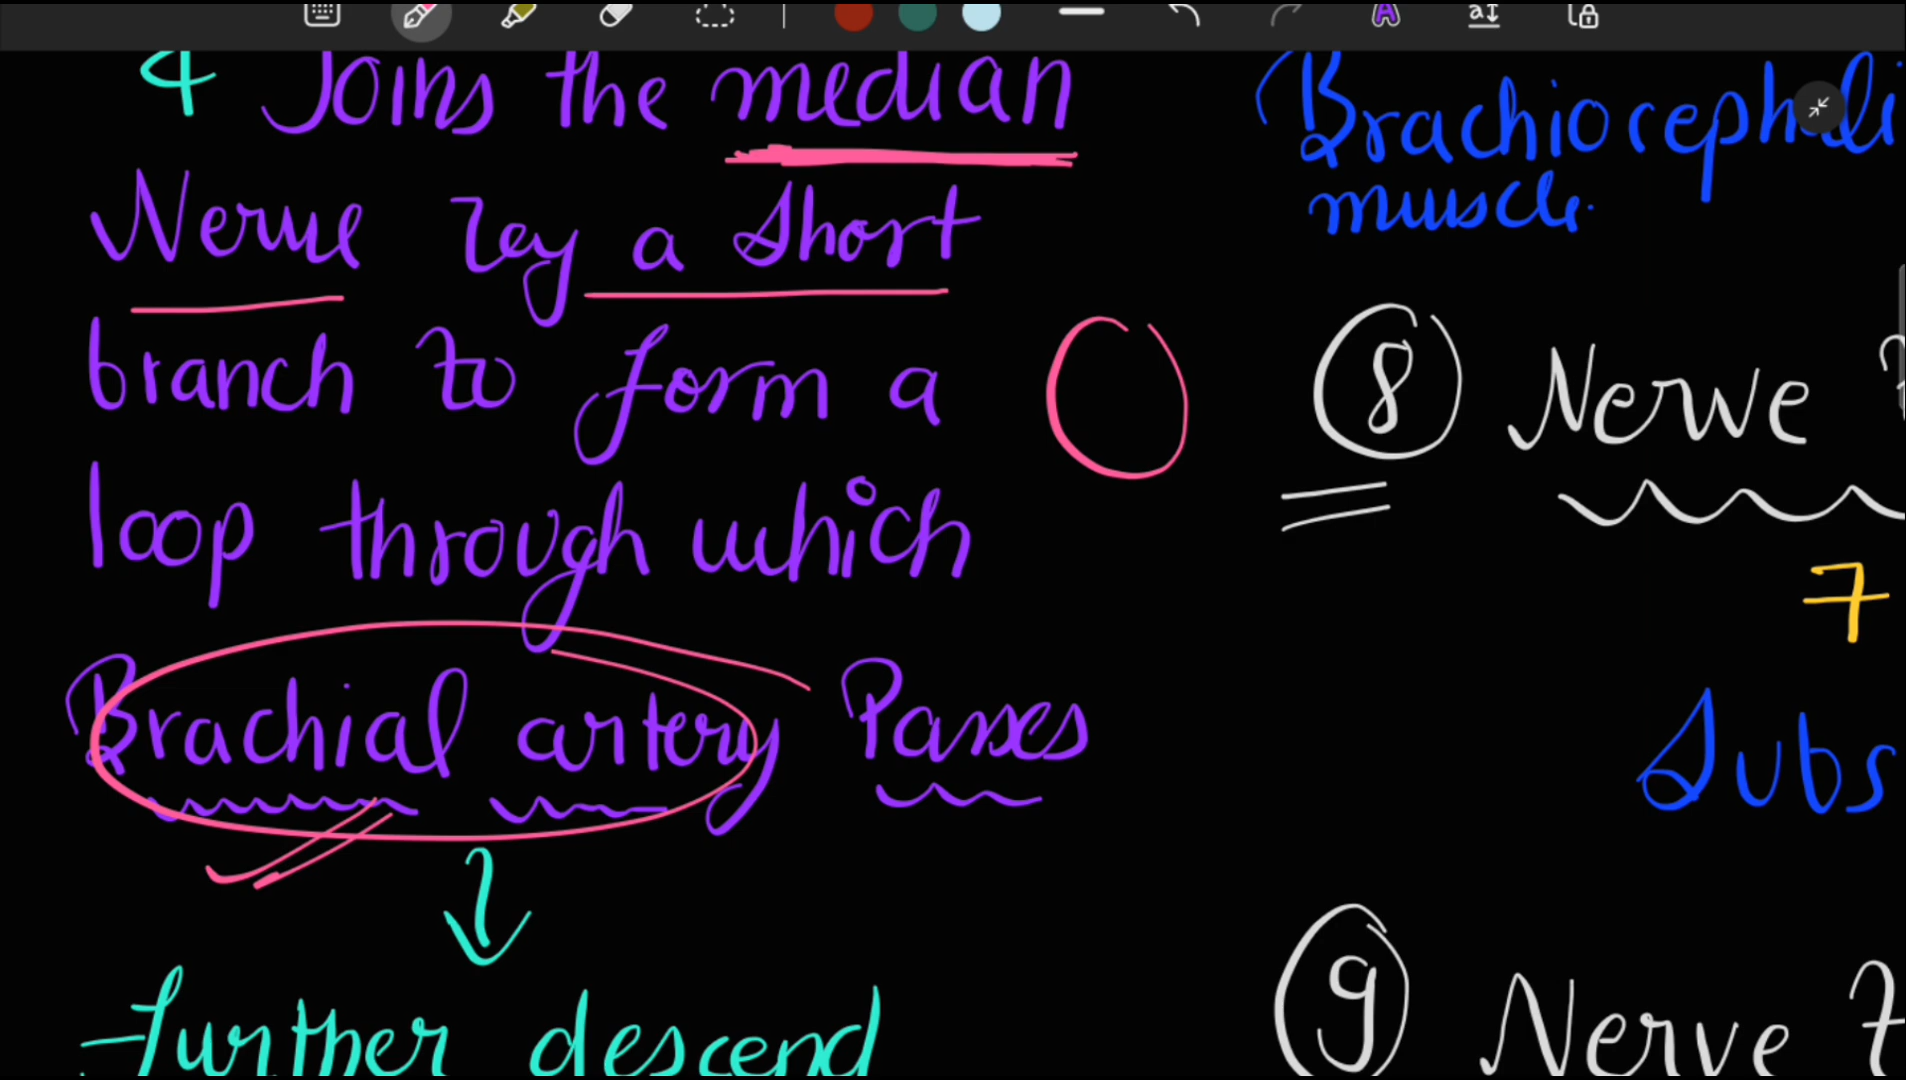 4 Joins the median
Nerve by a short
branch to form a
loop through which
Brachial artery Passes
Further descend
Brachiocephali
muscle.
8 Nerve
7
Subs
9 Nerve